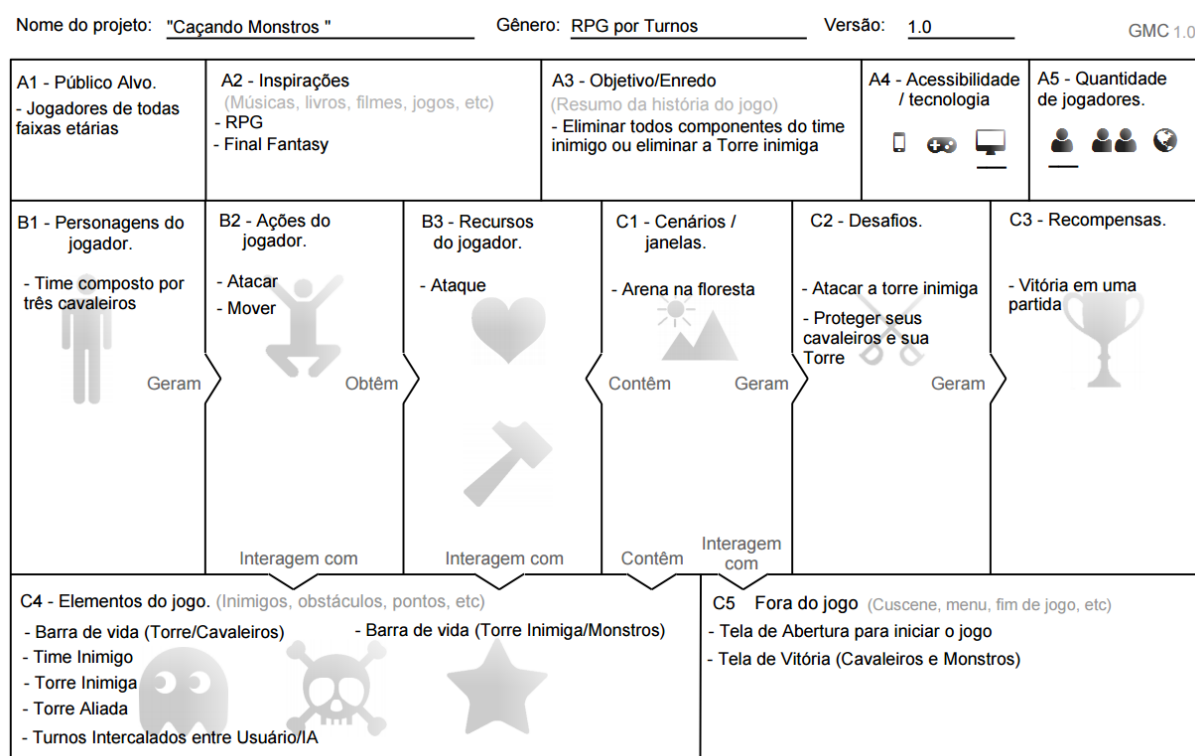 Nome do projeto: "Caçando Monstros " Gênero: RPG por Turnos Versão: 1.0 GMC 1.0
A1 - Público Alvo.
- Jogadores de todas
faixas etárias
A2 - Inspirações
(Músicas, livros, filmes, jogos, etc)
- RPG
- Final Fantasy
A3 - Objetivo/Enredo
(Resumo da história do jogo)
- Eliminar todos componentes do time
inimigo ou eliminar a Torre inimiga
A4 - Acessibilidade
/ tecnologia
A5 - Quantidade
de jogadores.
B1 - Personagens do
jogador.
- Time composto por
três cavaleiros
Geram
B2 - Ações do
jogador.
- Atacar
- Mover
Obtêm
Interagem com
B3 - Recursos
do jogador.
- Ataque
Interagem com
C1 - Cenários /
janelas.
- Arena na floresta
Contêm Geram
Contêm
Interagem
com
C2 - Desafios.
- Atacar a torre inimiga
- Proteger seus
cavaleiros e sua
Torre
Geram
C3 - Recompensas.
- Vitória em uma
partida
C4 - Elementos do jogo. (Inimigos, obstáculos, pontos, etc)
- Barra de vida (Torre/Cavaleiros) - Barra de vida (Torre Inimiga/Monstros)
- Time Inimigo
- Torre Inimiga
- Torre Aliada
- Turnos Intercalados entre Usuário/IA
C5 Fora do jogo (Cuscene, menu, fim de jogo, etc)
- Tela de Abertura para iniciar o jogo
- Tela de Vitória (Cavaleiros e Monstros)